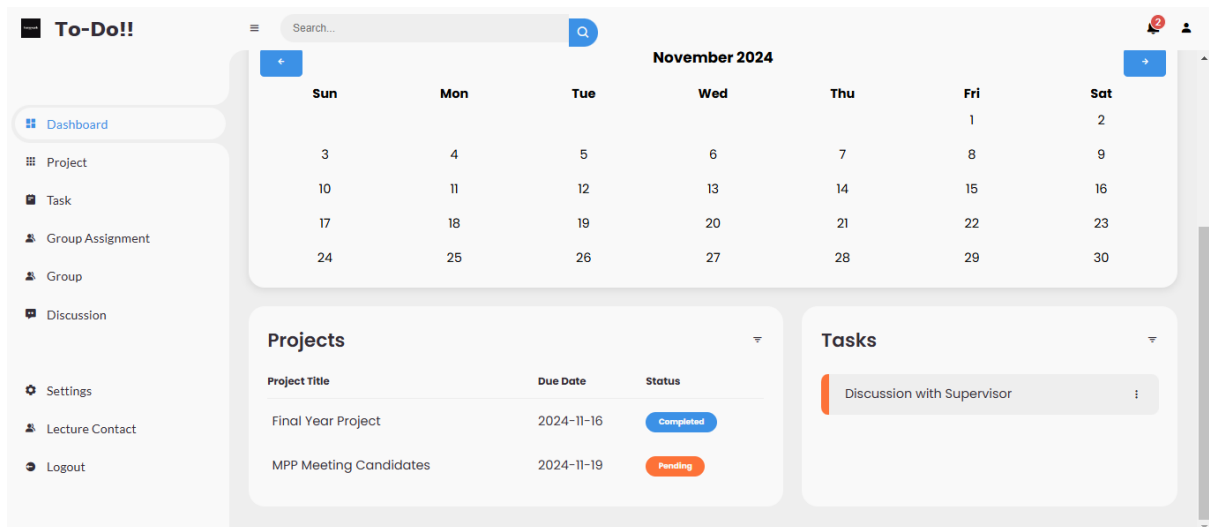 To-Do!!
Search...
2
Dashboard
Project
Task
Group Assignment
Group
Discussion
Settings
Lecture Contact
Logout
November 2024
Sun Mon Tue Wed Thu Fri Sat
1 2
3 4 5 6 7 8 9
10 11 12 13 14 15 16
17 18 19 20 21 22 23
24 25 26 27 28 29 30
Projects
Project Title Due Date Status
Final Year Project 2024-11-16 Completed
MPP Meeting Candidates 2024-11-19 Pending
Tasks
Discussion with Supervisor